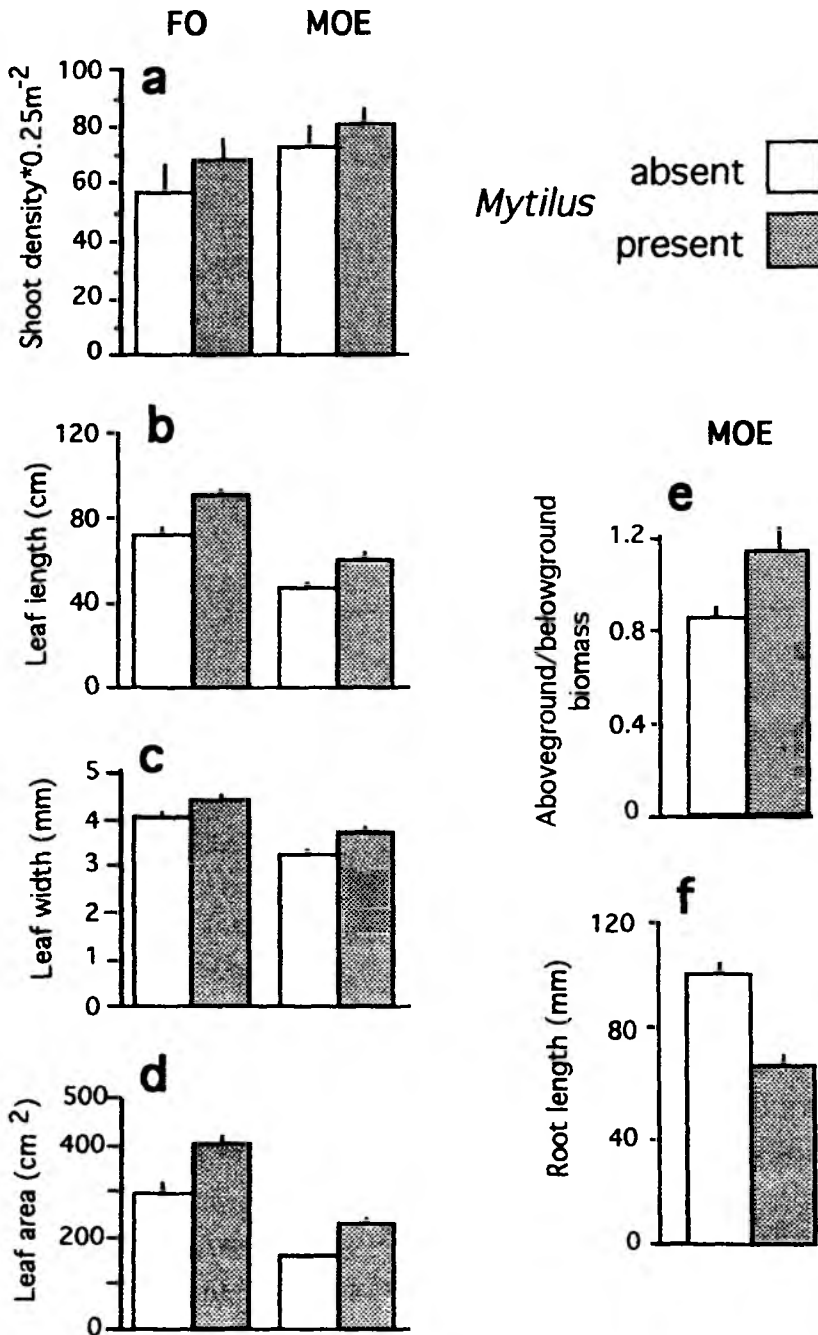 FO MOE
a
Shoot density*0.25m-2
100
80
60
40
20
0
Mytilus
absent
present
b
Leaf length (cm)
120
80
40
0
c
Leaf width (mm)
5
4
3
2
1
0
d
Leaf area (cm 2)
500
400
200
0
MOE
e
Aboveground/belowground
biomass
1.2
0.8
0.4
0
f
Root length (mm)
120
80
40
0